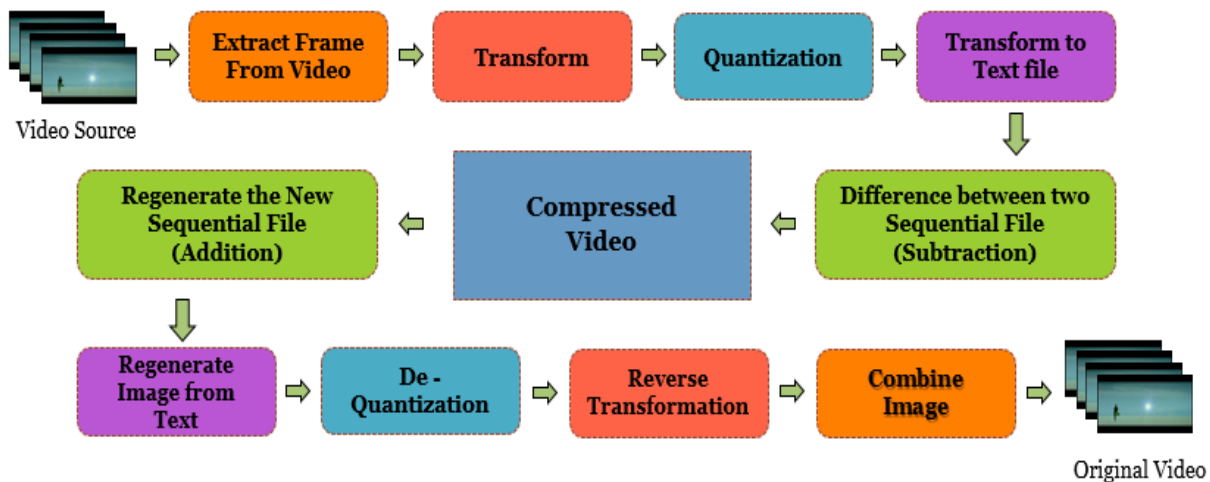 Extract Frame
From Video
Transform
Quantization
Transform to
Text file
Video Source
Regenerate the New
Sequential File
(Addition)
Compressed
Video
Difference between two
Sequential File
(Subtraction)
Regenerate
Image from
Text
De -
Quantization
Reverse
Transformation
Combine
Image
Original Video